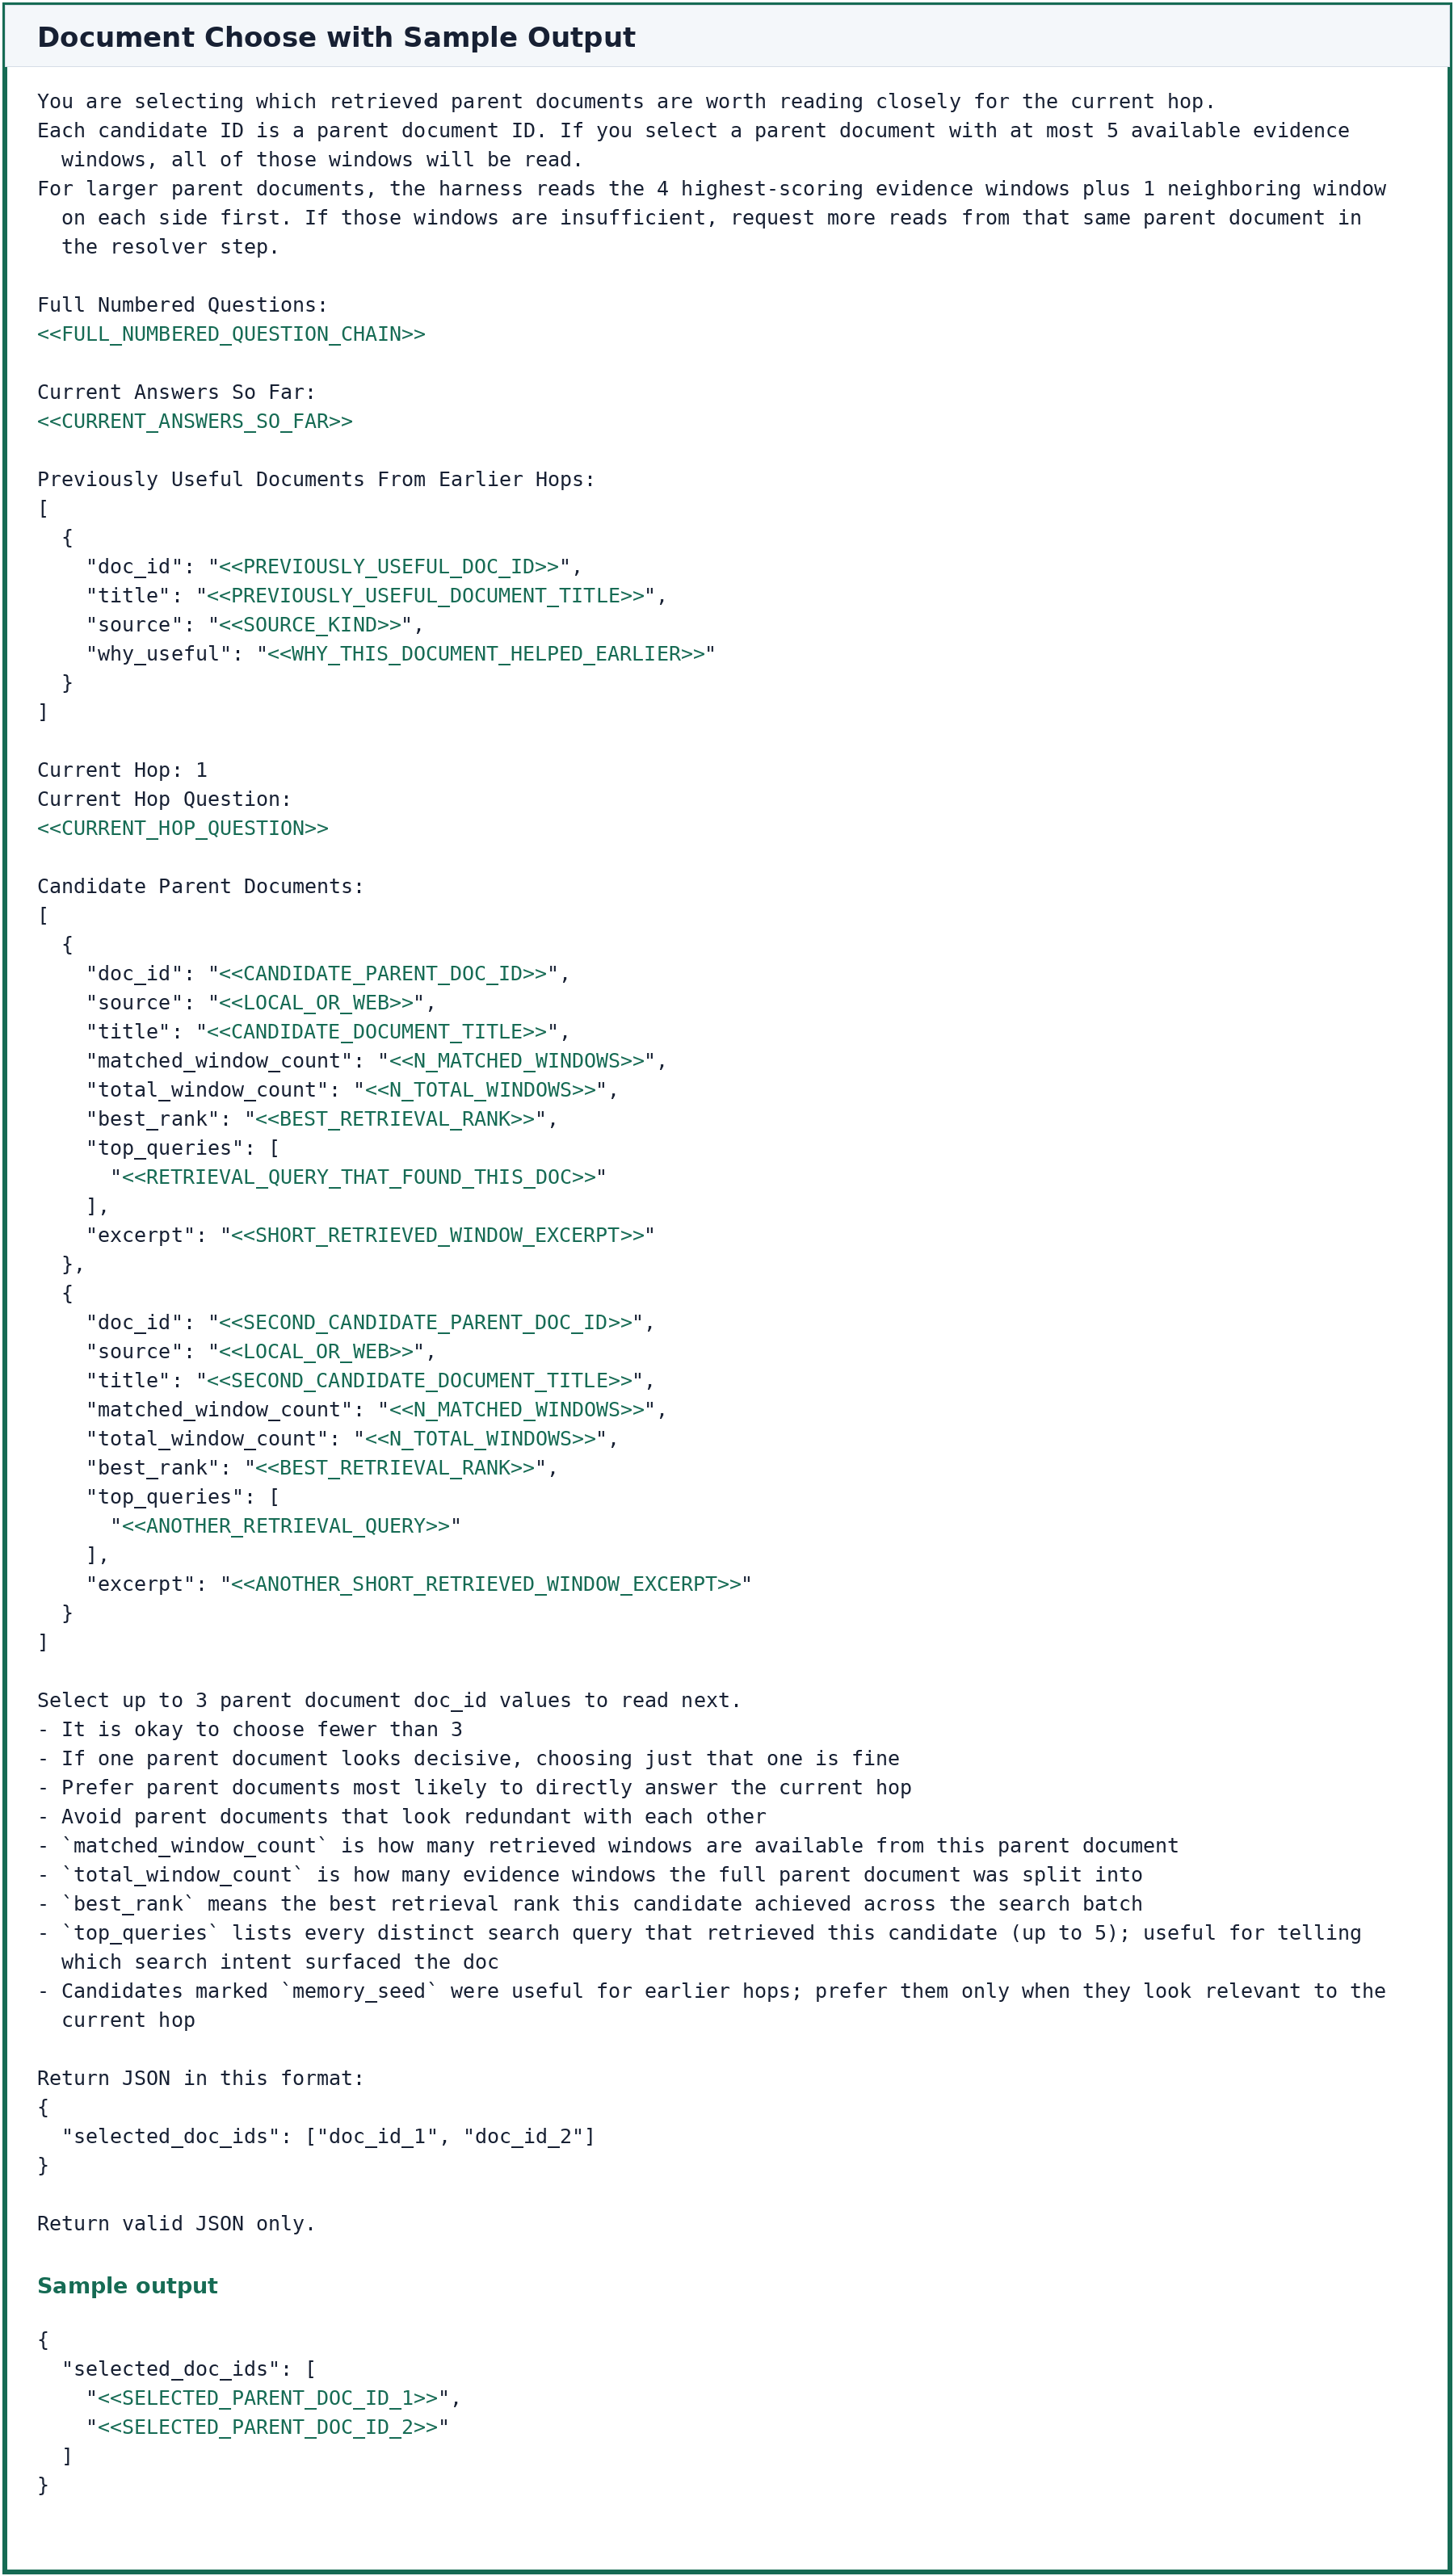 Document Choose with Sample Output
You are selecting which retrieved parent documents are worth reading closely for the current hop.
Each candidate ID is a parent document ID. If you select a parent document with at most 5 available evidence
  windows, all of those windows will be read.
For larger parent documents, the harness reads the 4 highest-scoring evidence windows plus 1 neighboring window
  on each side first. If those windows are insufficient, request more reads from that same parent document in
  the resolver step.

Full Numbered Questions:
<<FULL_NUMBERED_QUESTION_CHAIN>>

Current Answers So Far:
<<CURRENT_ANSWERS_SO_FAR>>

Previously Useful Documents From Earlier Hops:
[
  {
    "doc_id": "<<PREVIOUSLY_USEFUL_DOC_ID>>",
    "title": "<<PREVIOUSLY_USEFUL_DOCUMENT_TITLE>>",
    "source": "<<SOURCE_KIND>>",
    "why_useful": "<<WHY_THIS_DOCUMENT_HELPED_EARLIER>>"
  }
]

Current Hop: 1
Current Hop Question:
<<CURRENT_HOP_QUESTION>>

Candidate Parent Documents:
[
  {
    "doc_id": "<<CANDIDATE_PARENT_DOC_ID>>",
    "source": "<<LOCAL_OR_WEB>>",
    "title": "<<CANDIDATE_DOCUMENT_TITLE>>",
    "matched_window_count": "<<N_MATCHED_WINDOWS>>",
    "total_window_count": "<<N_TOTAL_WINDOWS>>",
    "best_rank": "<<BEST_RETRIEVAL_RANK>>",
    "top_queries": [
      "<<RETRIEVAL_QUERY_THAT_FOUND_THIS_DOC>>"
    ],
    "excerpt": "<<SHORT_RETRIEVED_WINDOW_EXCERPT>>"
  },
  {
    "doc_id": "<<SECOND_CANDIDATE_PARENT_DOC_ID>>",
    "source": "<<LOCAL_OR_WEB>>",
    "title": "<<SECOND_CANDIDATE_DOCUMENT_TITLE>>",
    "matched_window_count": "<<N_MATCHED_WINDOWS>>",
    "total_window_count": "<<N_TOTAL_WINDOWS>>",
    "best_rank": "<<BEST_RETRIEVAL_RANK>>",
    "top_queries": [
      "<<ANOTHER_RETRIEVAL_QUERY>>"
    ],
    "excerpt": "<<ANOTHER_SHORT_RETRIEVED_WINDOW_EXCERPT>>"
  }
]

Select up to 3 parent document doc_id values to read next.
- It is okay to choose fewer than 3
- If one parent document looks decisive, choosing just that one is fine
- Prefer parent documents most likely to directly answer the current hop
- Avoid parent documents that look redundant with each other
- `matched_window_count` is how many retrieved windows are available from this parent document
- `total_window_count` is how many evidence windows the full parent document was split into
- `best_rank` means the best retrieval rank this candidate achieved across the search batch
- `top_queries` lists every distinct search query that retrieved this candidate (up to 5); useful for telling
  which search intent surfaced the doc
- Candidates marked `memory_seed` were useful for earlier hops; prefer them only when they look relevant to the
  current hop

Return JSON in this format:
{
  "selected_doc_ids": ["doc_id_1", "doc_id_2"]
}

Return valid JSON only.

Sample output

{
  "selected_doc_ids": [
    "<<SELECTED_PARENT_DOC_ID_1>>",
    "<<SELECTED_PARENT_DOC_ID_2>>"
  ]
}